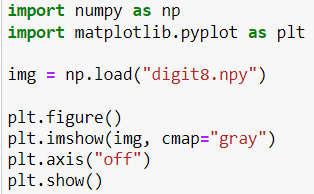 import numpy as np
import matplotlib.pyplot as plt
img = np.load("digit8.npy")
plt.figure()
plt.imshow(img, cmap="gray")
plt.axis("off")
plt.show()